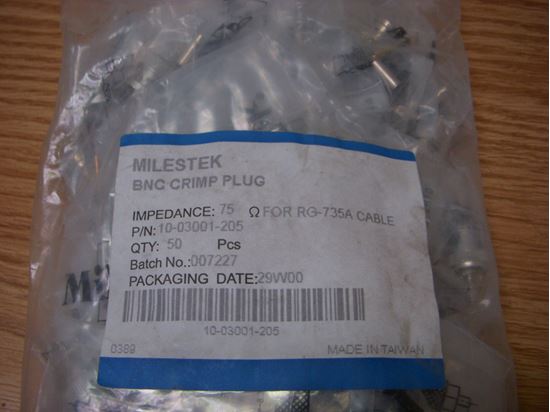 MILESTEK
BNC CRIMP PLUG
IMPEDANCE: 75 Ω FOR RG-735A CABLE
P/N: 10-03001-205
QTY: 50 Pcs
Batch No.: 007227
PACKAGING DATE: 29W00
10-03001-205
0389 MADE IN TAIWAN